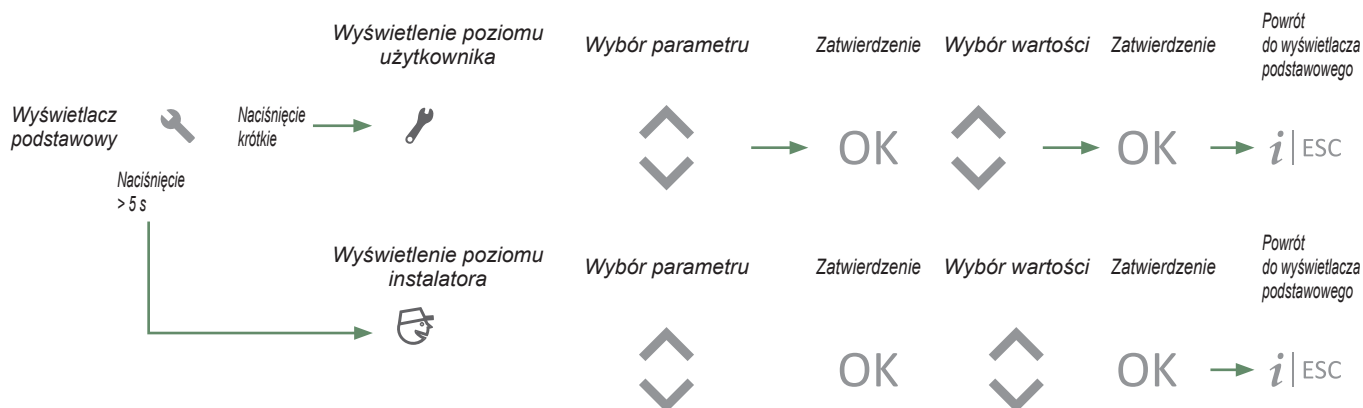 Wyświetlacz
podstawowy
Naciśnięcie
krótkie
Wyświetlenie poziomu
użytkownika
Wybór parametru
OK
Zatwierdzenie
Wybór wartości
OK
Zatwierdzenie
i | ESC
Powrót
do wyświetlacza
podstawowego
Naciśnięcie
> 5 s
Wyświetlenie poziomu
instalatora
Wybór parametru
OK
Zatwierdzenie
Wybór wartości
OK
Zatwierdzenie
i | ESC
Powrót
do wyświetlacza
podstawowego